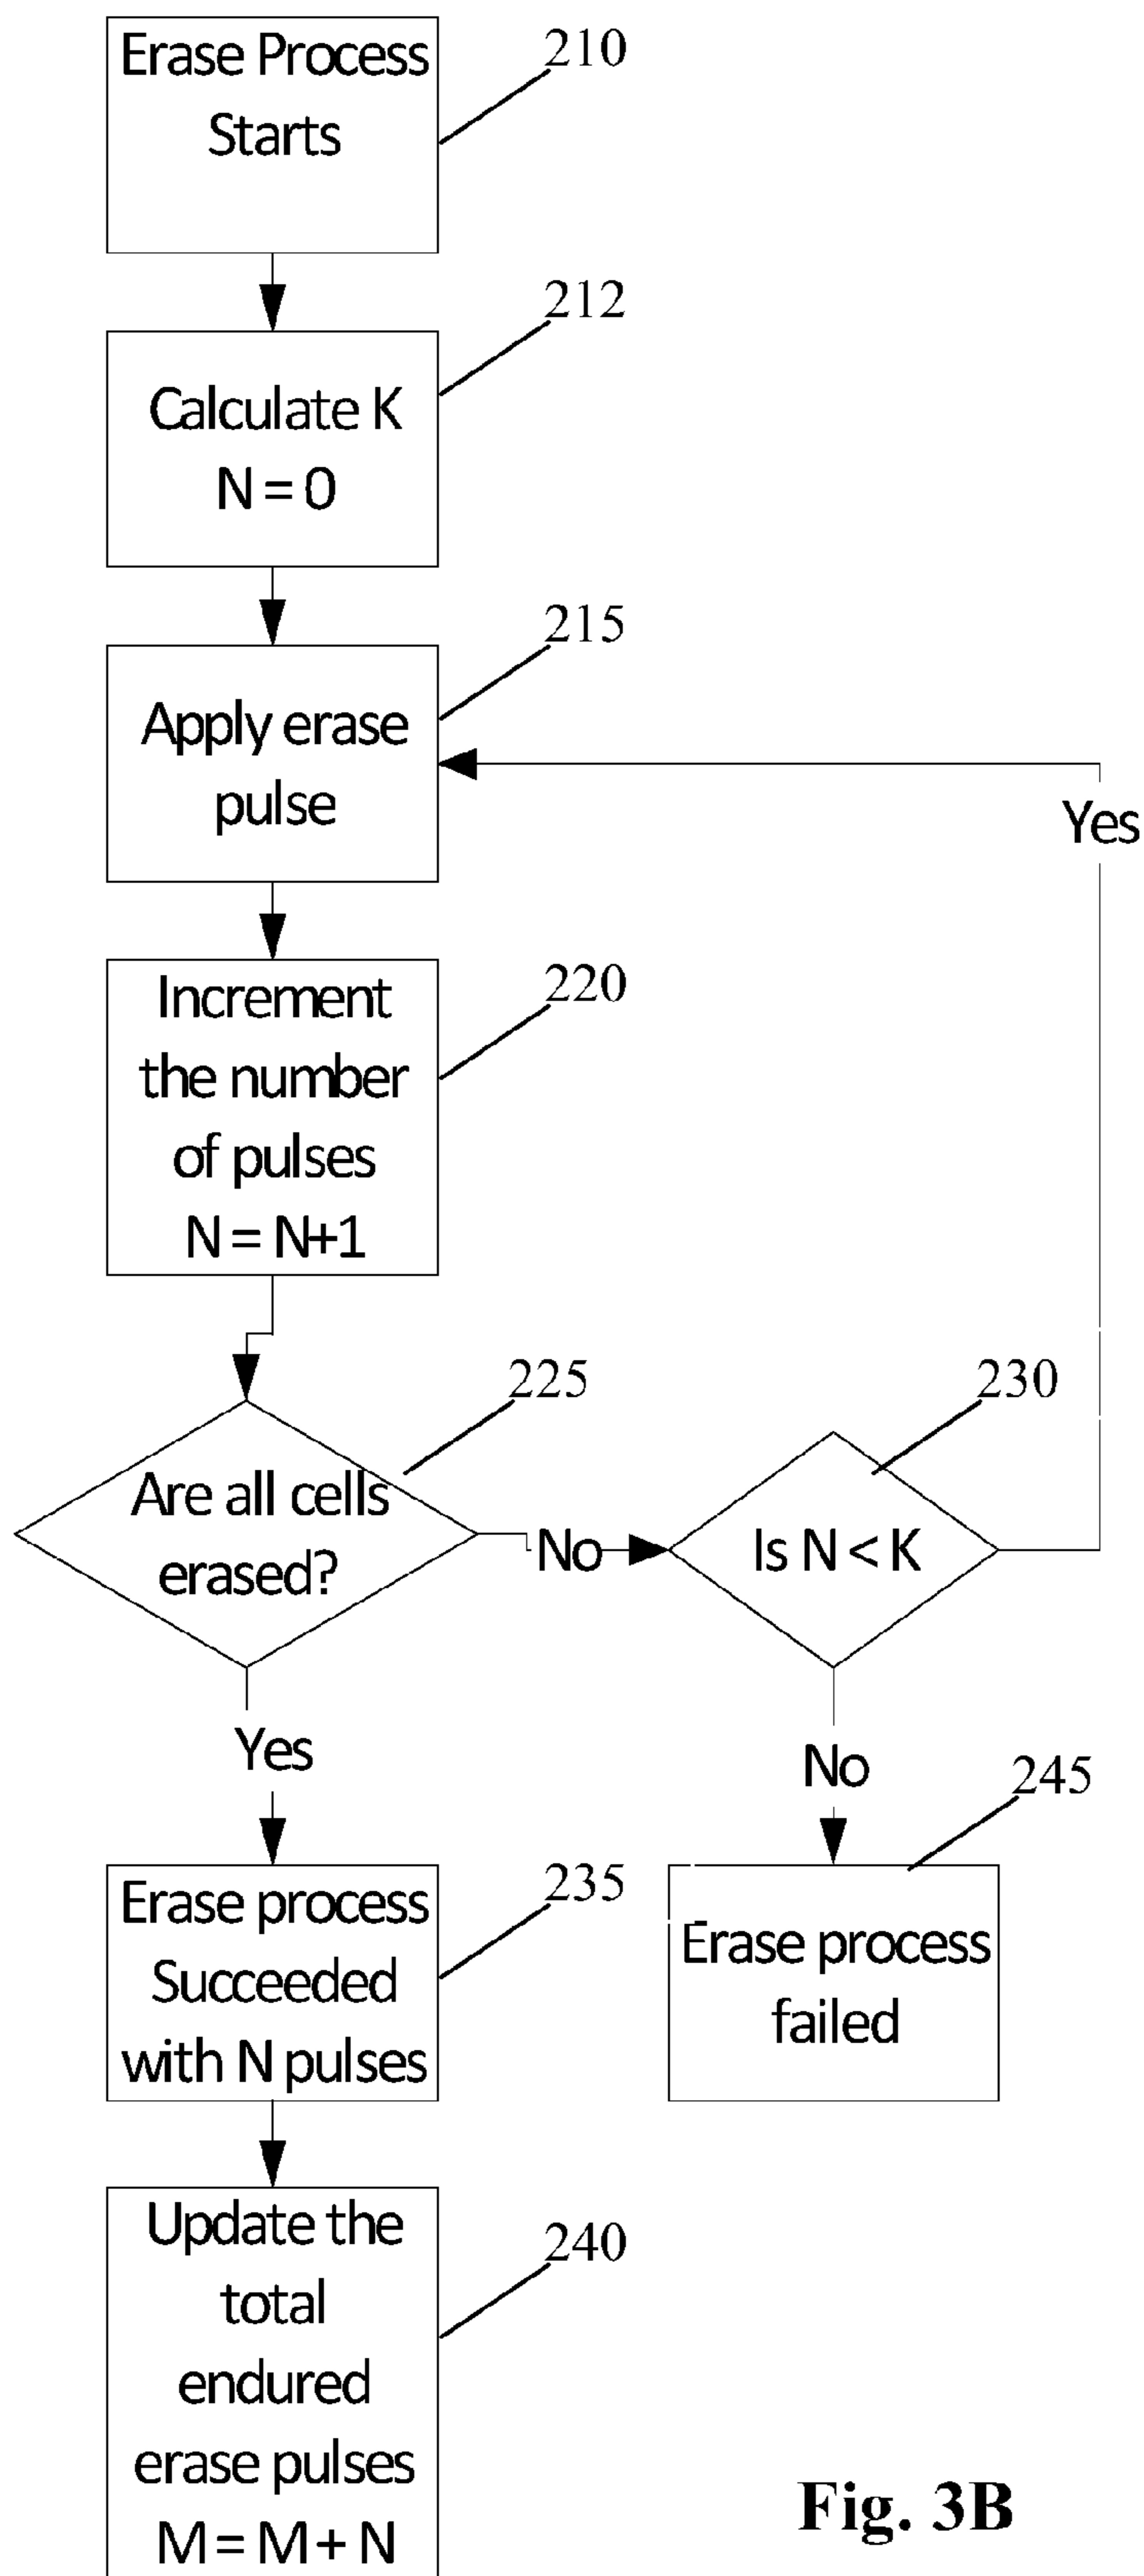 Erase Process
Starts
210
212
Calculate K
N = 0
215
Apply erase
pulse
Yes
220
Increment
the number
of pulses
N = N+1
225
230
Are all cells
erased?
No
Is N < K
Yes
No
235
245
Erase process
Succeeded
with N pulses
Erase process
failed
240
Update the
total
endured
erase pulses
M = M + N
Fig. 3B